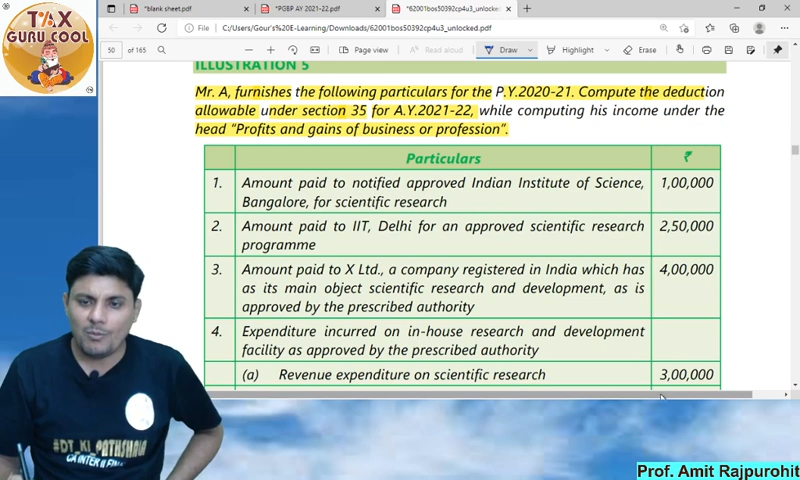 TAX
GURU COOL
*blank sheet.pdf
*PGBP AY 2021-22.pdf
*62001bos50392cp4u3_unlocked.p
File
C:/Users/Gour's%20E-Learning/Downloads/62001bos50392cp4u3_unlocked.pdf
50 of 165
Page view
Read aloud
Draw
Highlight
Erase
ILLUSTRATION 5
Mr. A, furnishes the following particulars for the P.Y.2020-21. Compute the deduction
allowable under section 35 for A.Y.2021-22, while computing his income under the
head "Profits and gains of business or profession".
Particulars ₹
1. Amount paid to notified approved Indian Institute of Science, 1,00,000
Bangalore, for scientific research
2. Amount paid to IIT, Delhi for an approved scientific research 2,50,000
programme
3. Amount paid to X Ltd., a company registered in India which has 4,00,000
as its main object scientific research and development, as is
approved by the prescribed authority
4. Expenditure incurred on in-house research and development
facility as approved by the prescribed authority
(a) Revenue expenditure on scientific research 3,00,000
#DT_KI_PATHSHALA
CA INTER II FINAL
Prof. Amit Rajpurohit